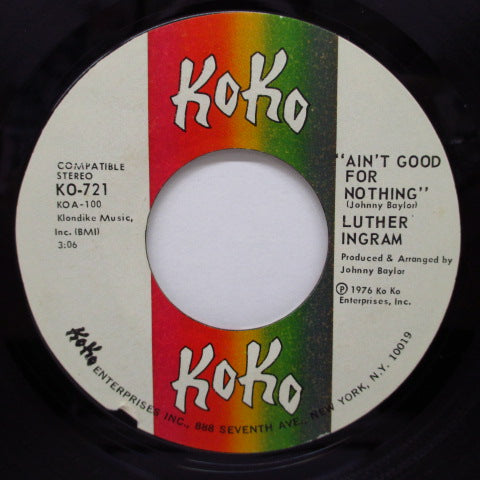 KoKo
COMPATIBLE
STEREO
KO-721
KOA-100
Klondike Music,
Inc. (BMI)
3:06
"AIN'T GOOD
FOR
NOTHING"
(Johnny Baylor)
LUTHER
INGRAM
Produced & Arranged by
Johnny Baylor
Ⓟ 1976 Ko Ko
Enterprises, Inc.
KoKo
KoKo ENTERPRISES INC., 888 SEVENTH AVE., NEW YORK, N.Y. 10019